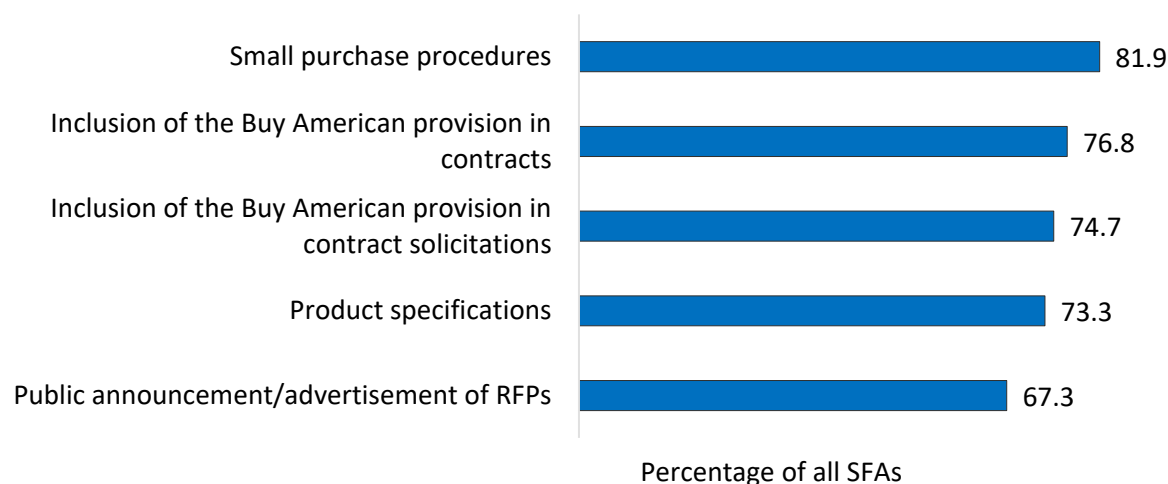 Small purchase procedures
81.9
Inclusion of the Buy American provision in
contracts
76.8
Inclusion of the Buy American provision in
contract solicitations
74.7
Product specifications
73.3
Public announcement/advertisement of RFPs
67.3
Percentage of all SFAs